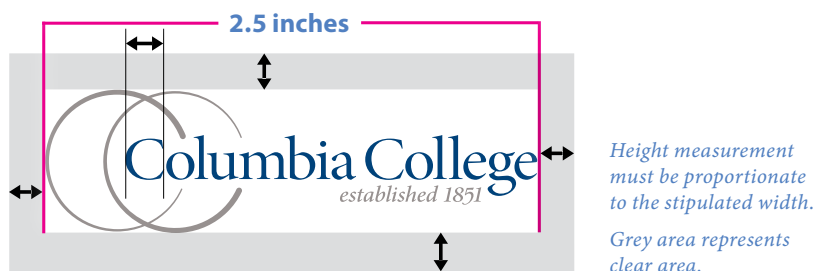 2.5 inches
Columbia College
established 1851
Height measurement
must be proportionate
to the stipulated width.
Grey area represents
clear area.